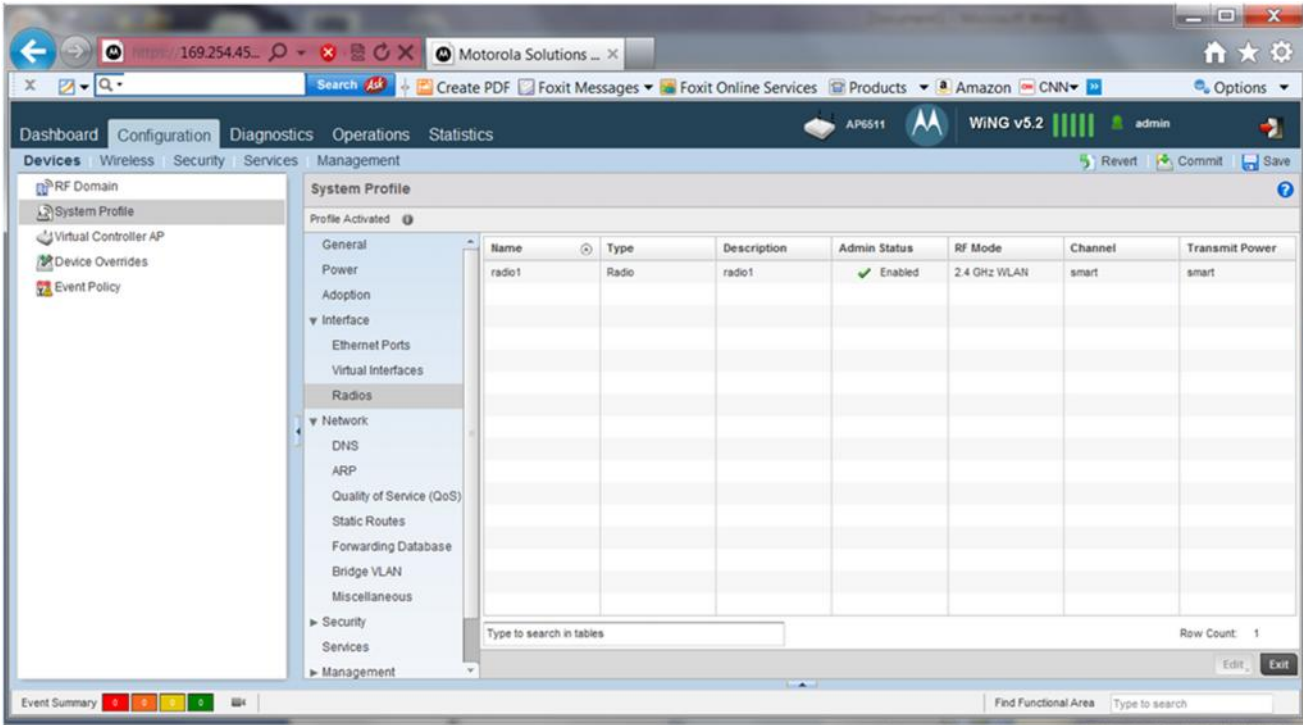 169.254.45... Motorola Solutions ...
Search Ask Create PDF Foxit Messages Foxit Online Services Products Amazon CNN Options
AP6511 WiNG v5.2 admin
Dashboard Configuration Diagnostics Operations Statistics
Devices Wireless Security Services Management Revert Commit Save
RF Domain
System Profile
Virtual Controller AP
Device Overrides
Event Policy
System Profile
Profile Activated
General
Power
Adoption
Interface
Ethernet Ports
Virtual Interfaces
Radios
Network
DNS
ARP
Quality of Service (QoS)
Static Routes
Forwarding Database
Bridge VLAN
Miscellaneous
Security
Services
Management
Name Type Description Admin Status RF Mode Channel Transmit Power
radio1 Radio radio1 Enabled 2.4 GHz WLAN smart smart
Type to search in tables Row Count: 1
Edit Exit
Event Summary 0 0 0 0 Find Functional Area Type to search